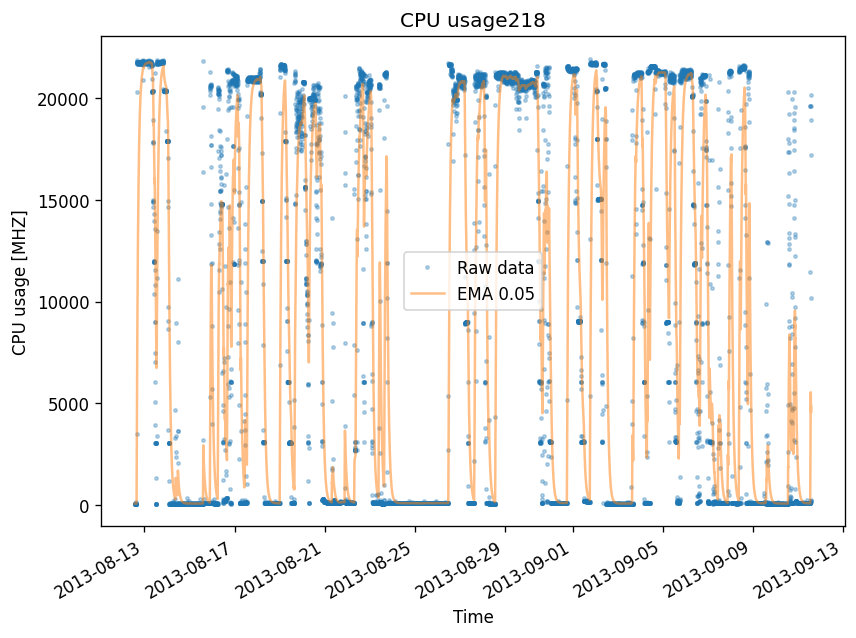 CPU usage218
CPU usage [MHZ]
20000
15000
10000
5000
0
Raw data
EMA 0.05
2013-08-13
2013-08-17
2013-08-21
2013-08-25
2013-08-29
2013-09-01
2013-09-05
2013-09-09
2013-09-13
Time